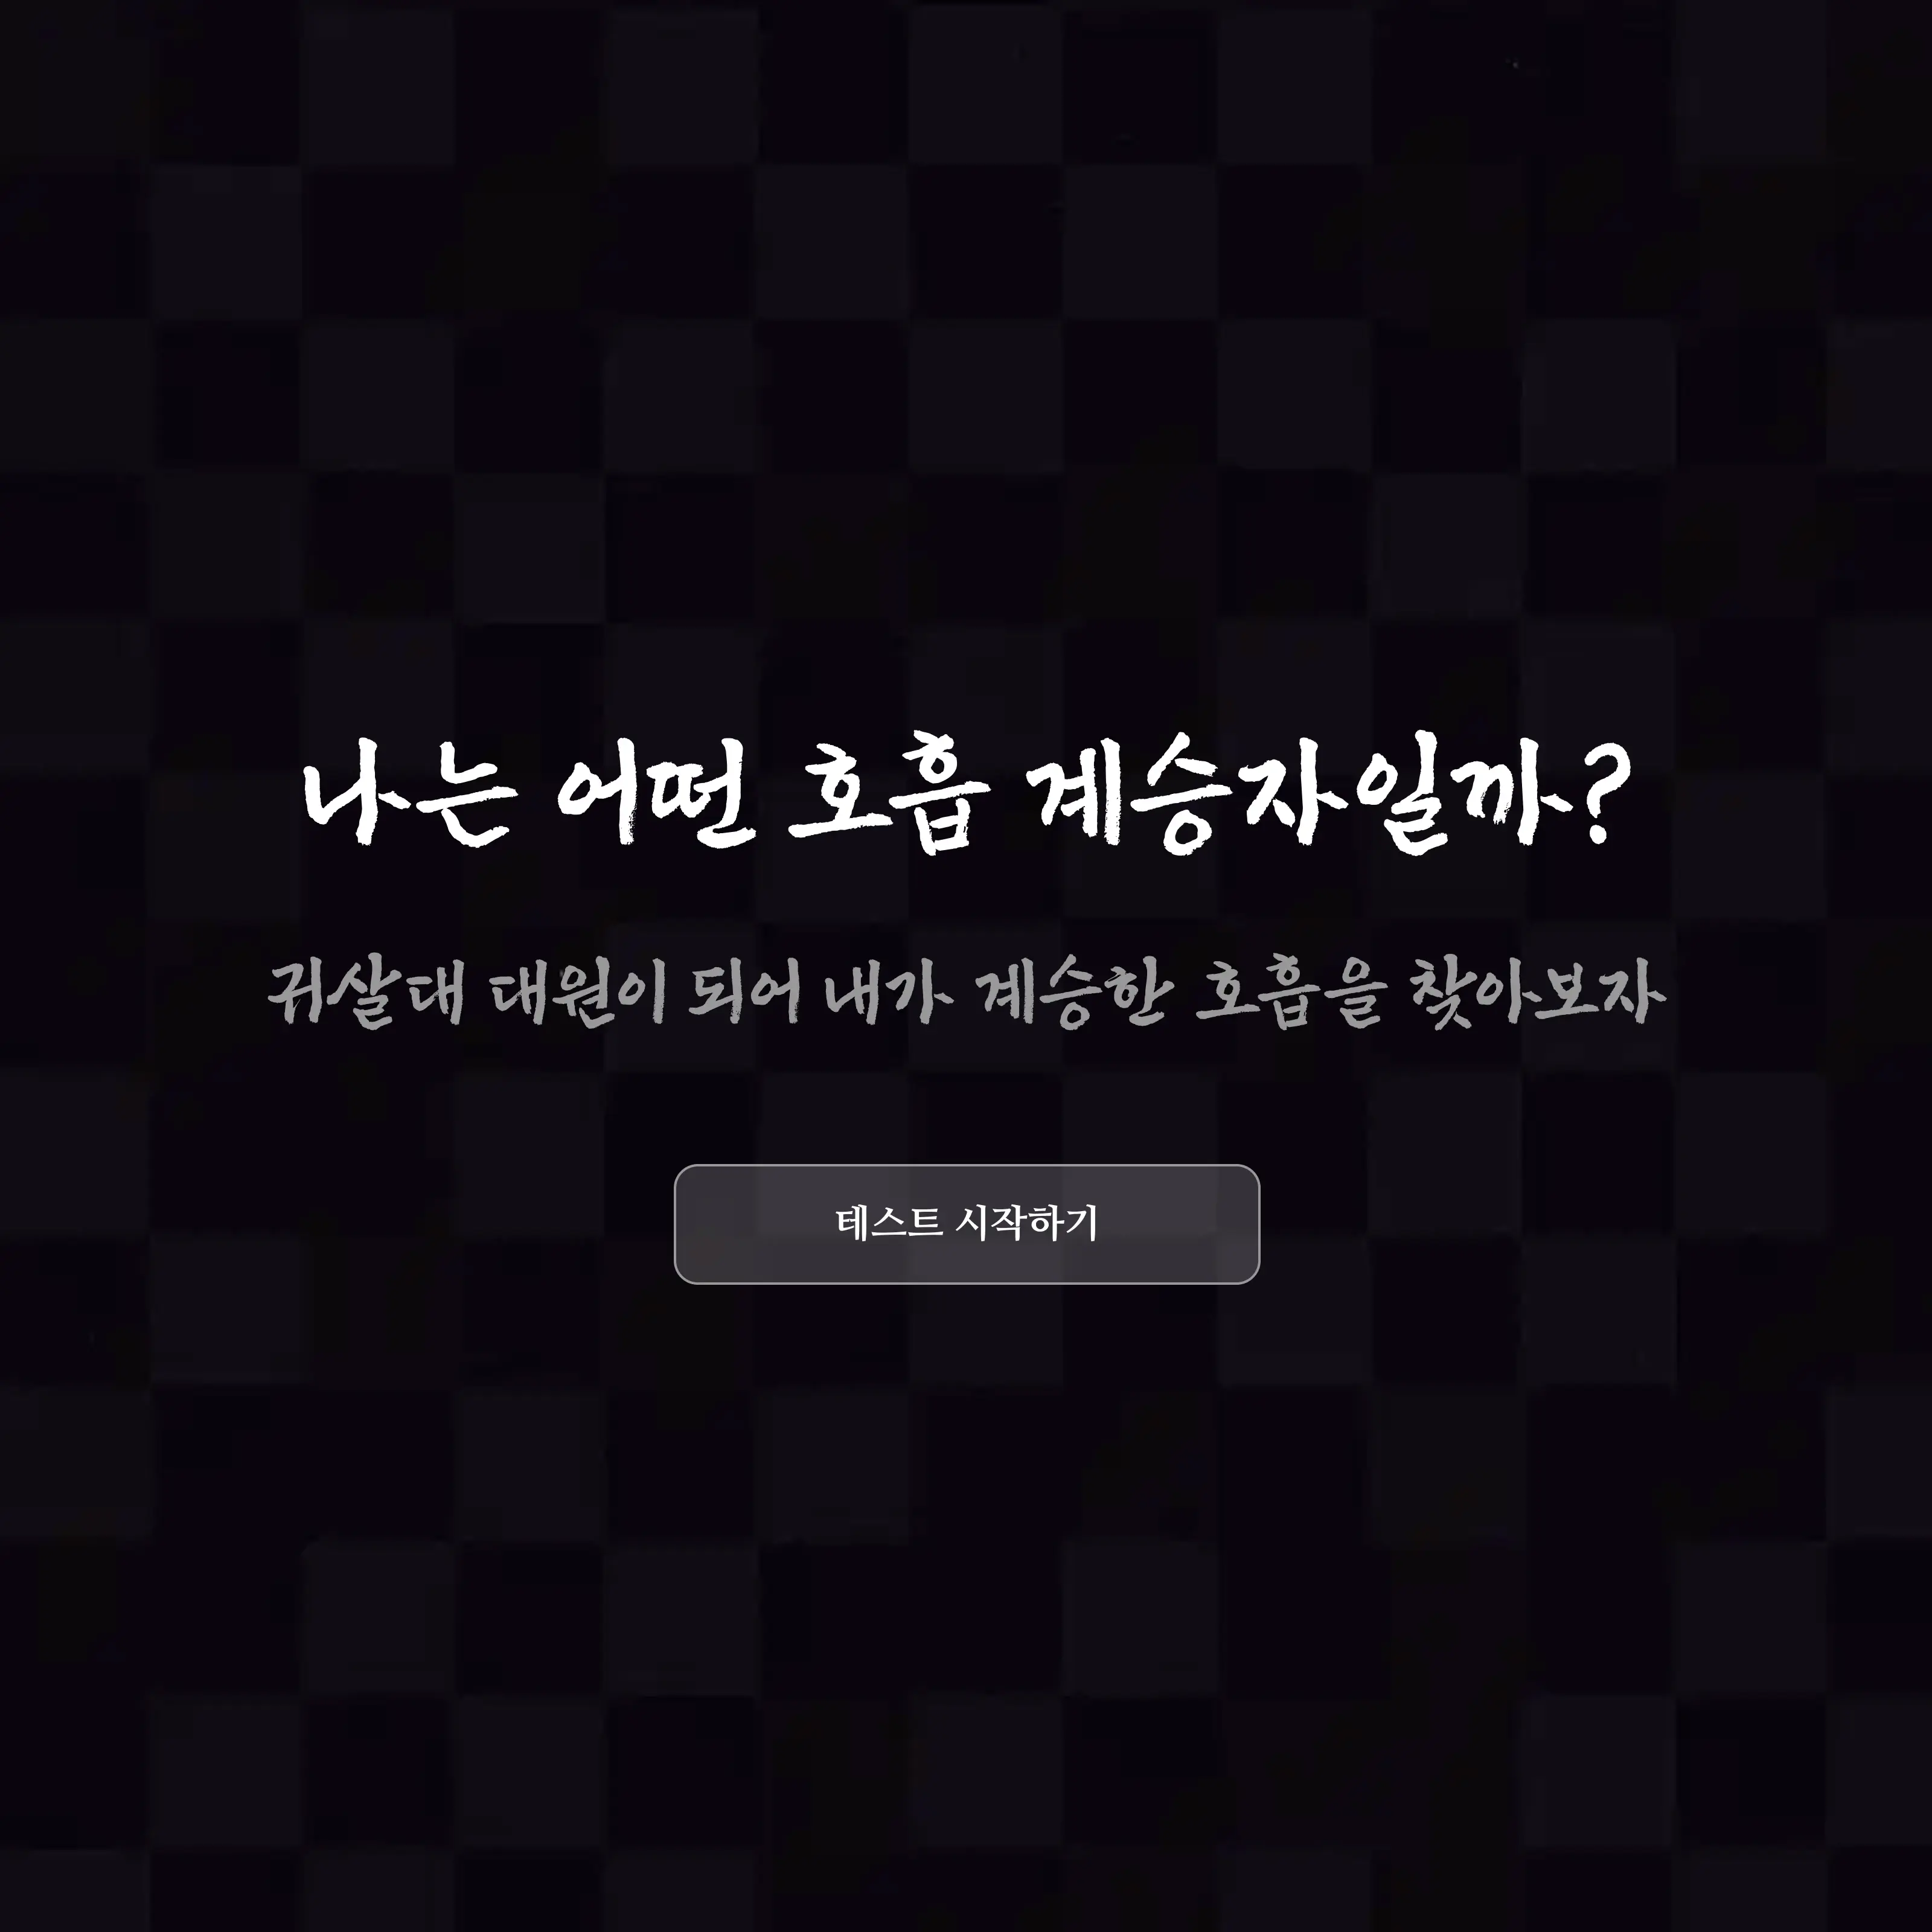 나는 어떤 호흡 계승자일까?
귀살대 대원이 되어 내가 계승한 호흡을 찾아보자
테스트 시작하기